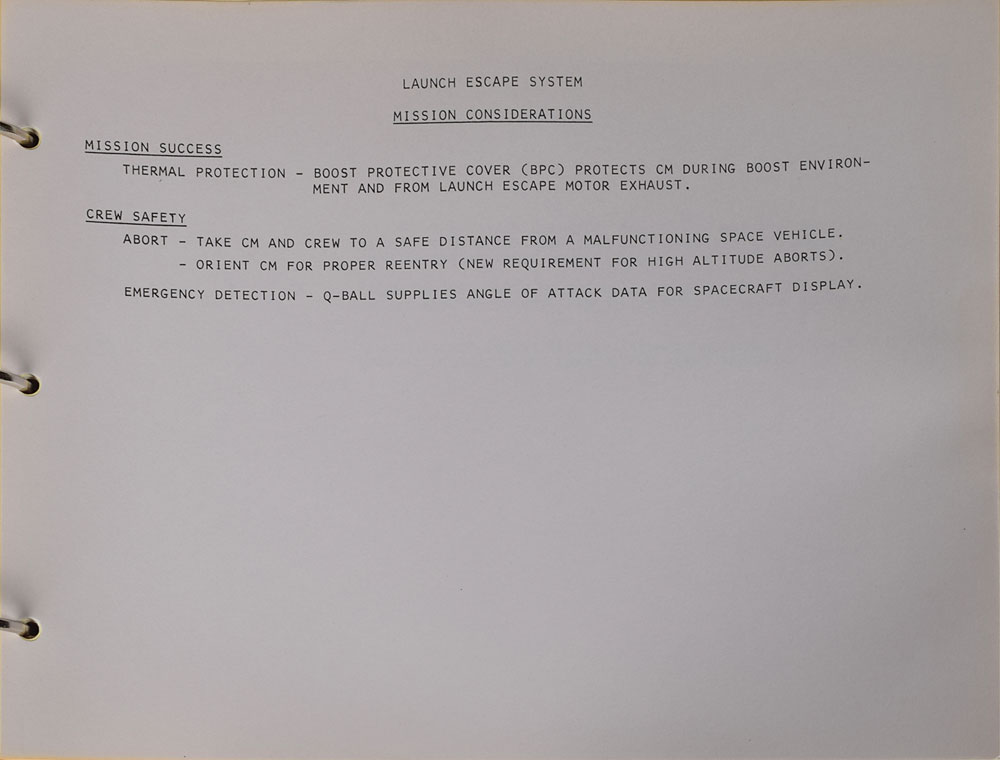 LAUNCH ESCAPE SYSTEM
MISSION CONSIDERATIONS
MISSION SUCCESS
THERMAL PROTECTION - BOOST PROTECTIVE COVER (BPC) PROTECTS CM DURING BOOST ENVIRON-
MENT AND FROM LAUNCH ESCAPE MOTOR EXHAUST.
CREW SAFETY
ABORT - TAKE CM AND CREW TO A SAFE DISTANCE FROM A MALFUNCTIONING SPACE VEHICLE.
- ORIENT CM FOR PROPER REENTRY (NEW REQUIREMENT FOR HIGH ALTITUDE ABORTS).
EMERGENCY DETECTION - Q-BALL SUPPLIES ANGLE OF ATTACK DATA FOR SPACECRAFT DISPLAY.